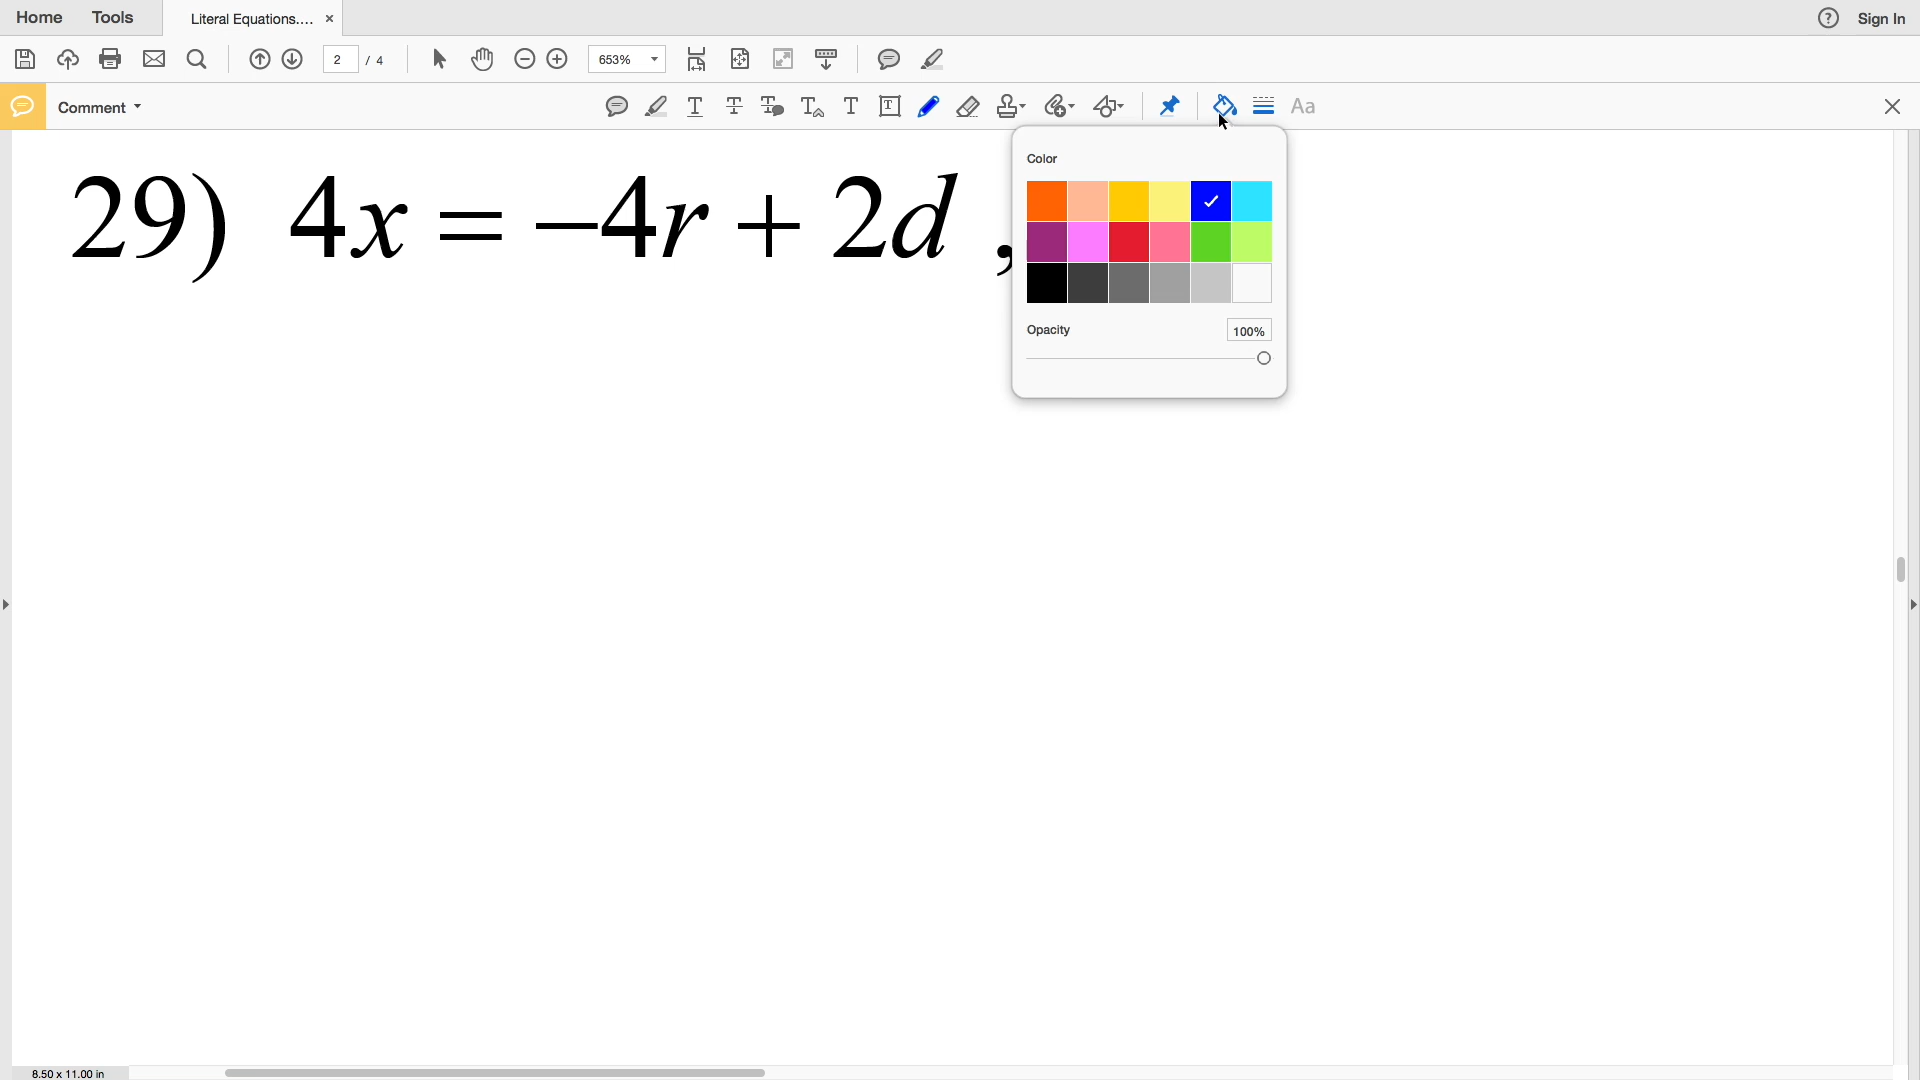 Home Tools Literal Equations.... × ? Sign In
2 / 4 653%
Comment T T T T T T Aa
29) 4x = −4r + 2d ,
Color
Opacity 100%
8.50 x 11.00 in